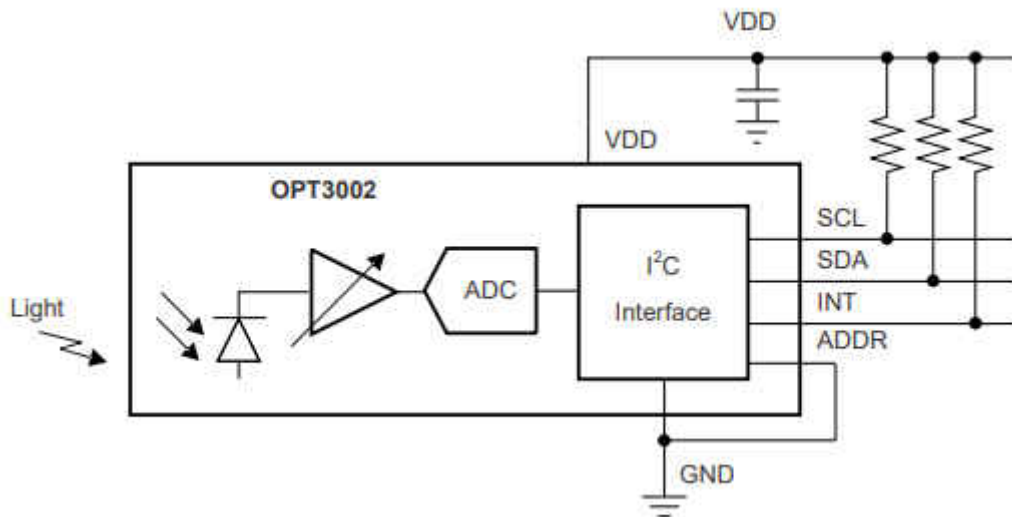 VDD
VDD
OPT3002
SCL
I²C
SDA
Light
ADC
Interface
INT
ADDR
GND